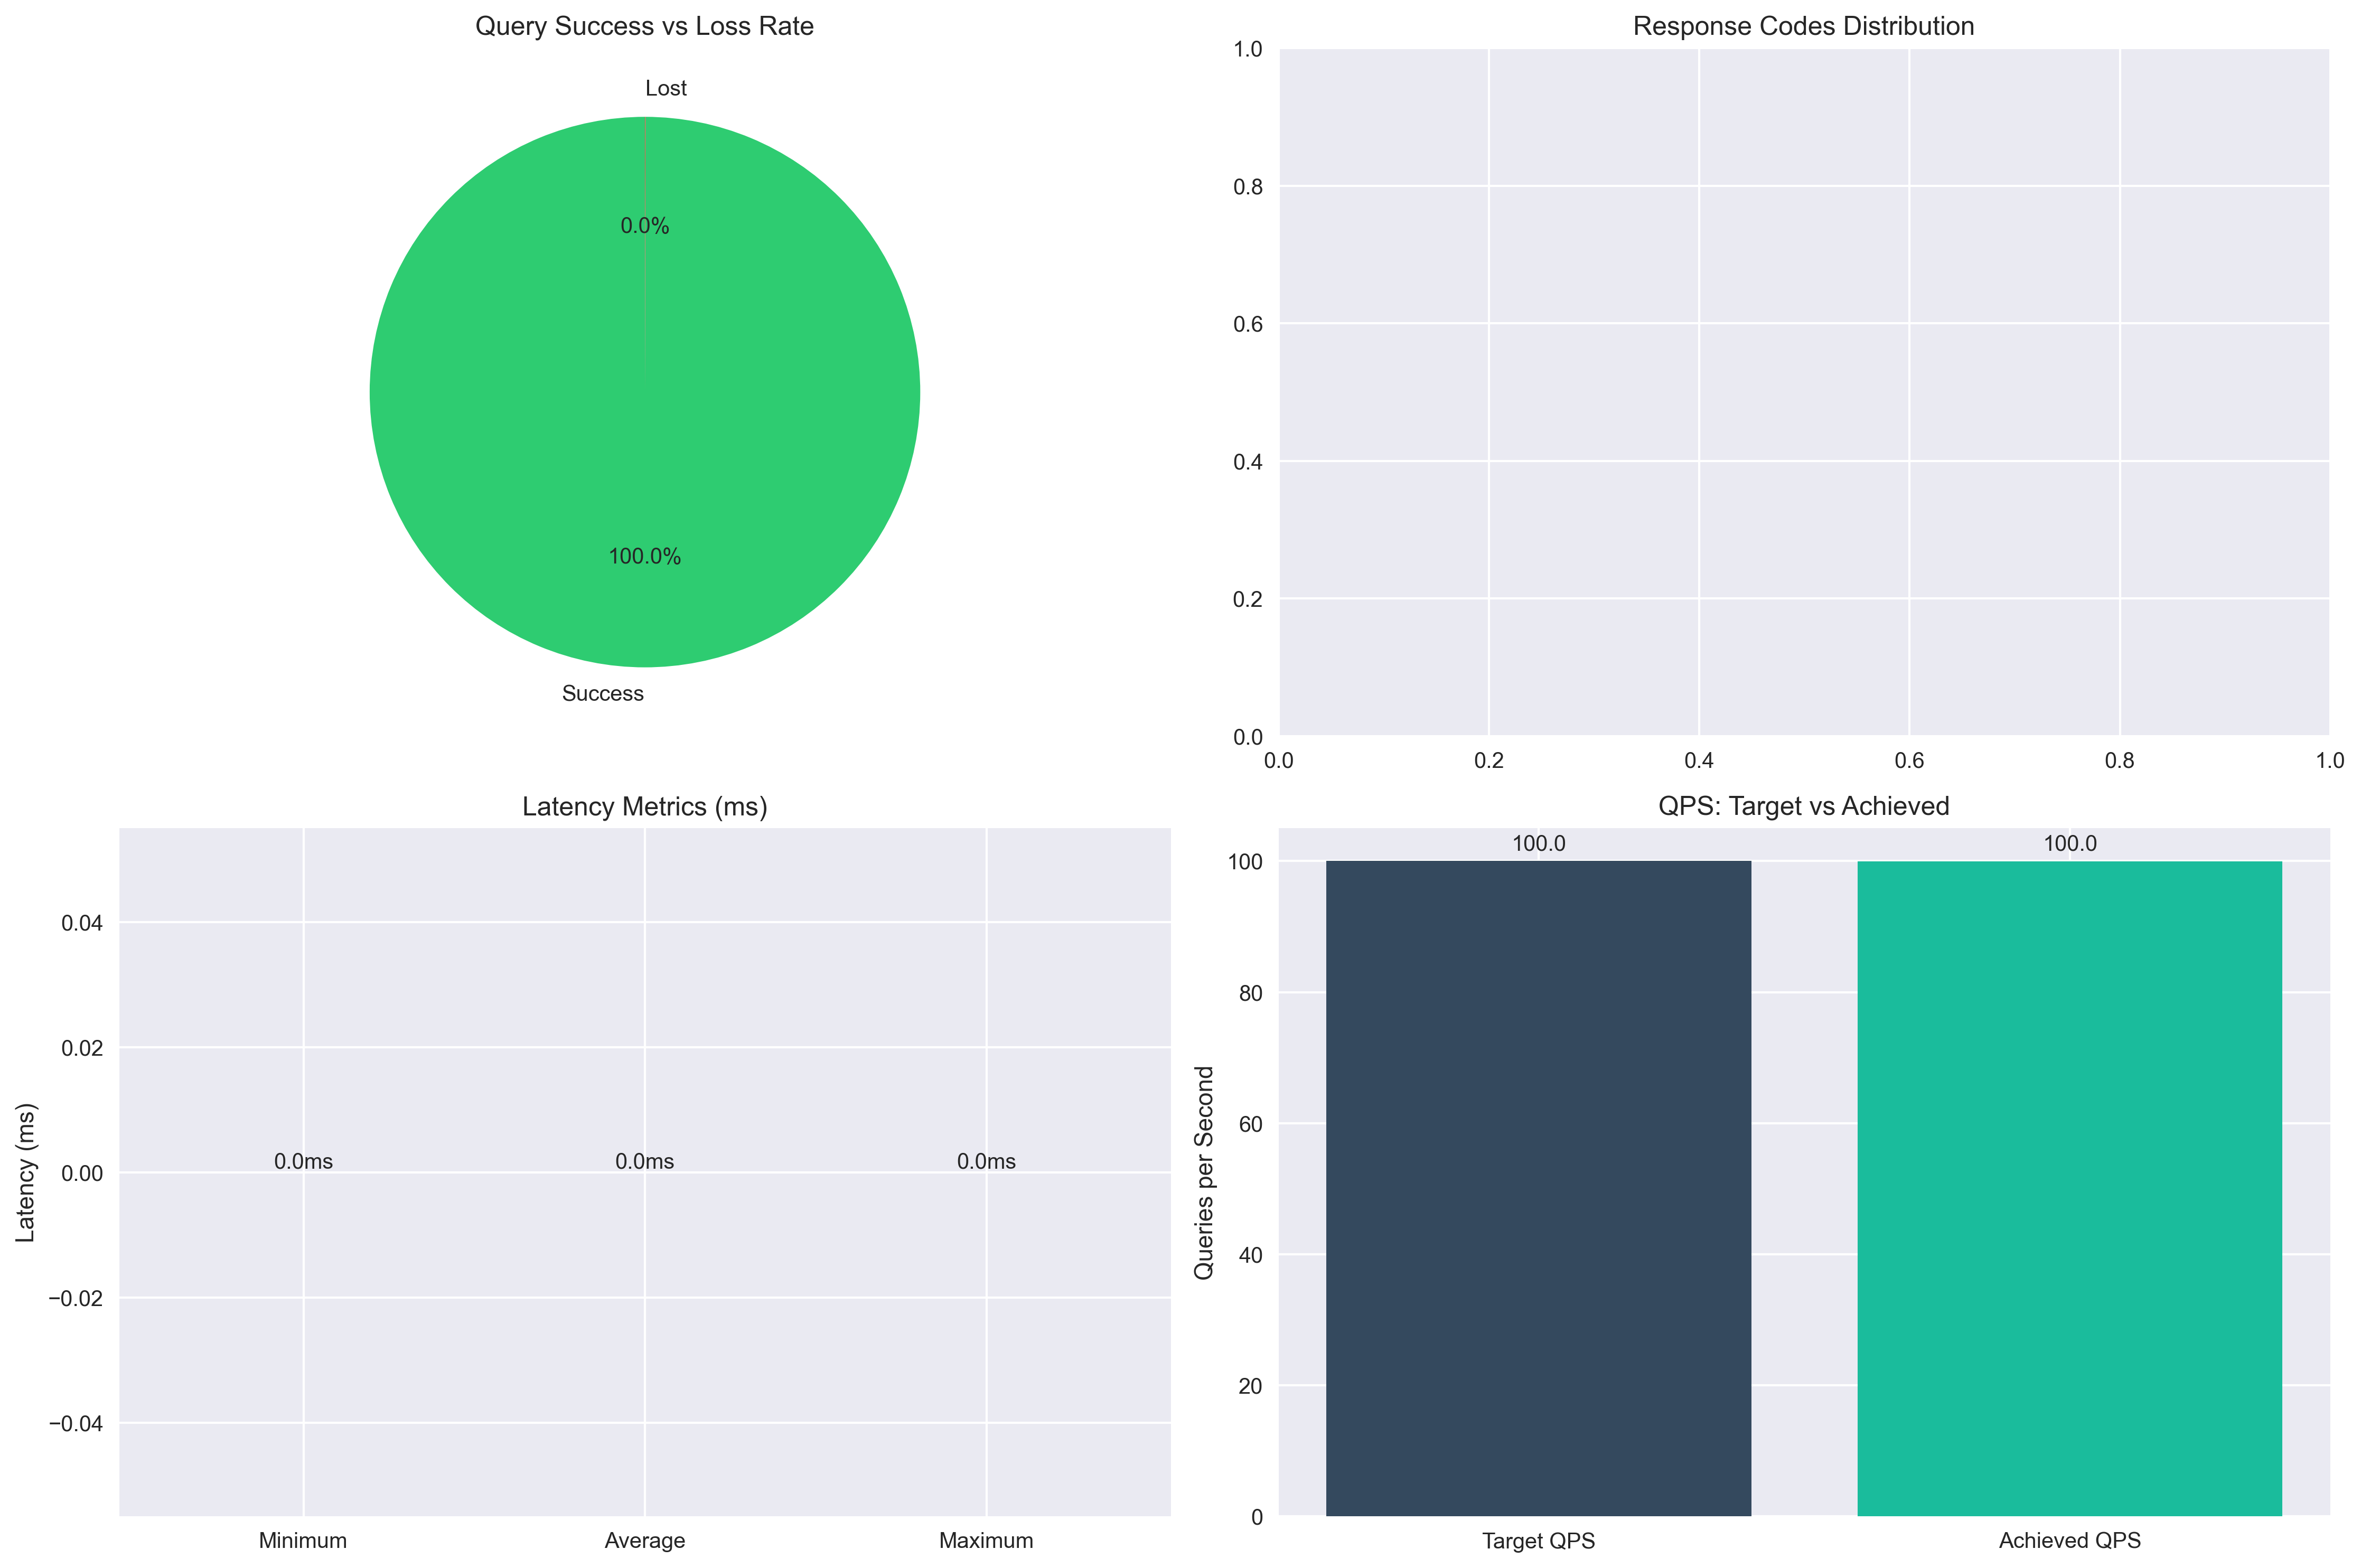 Query Success vs Loss Rate
Lost
0.0%
100.0%
Success
Response Codes Distribution
1.0
0.8
0.6
0.4
0.2
0.0
0.0 0.2 0.4 0.6 0.8 1.0
Latency Metrics (ms)
Latency (ms)
0.04
0.02
0.00
−0.02
−0.04
0.0ms 0.0ms 0.0ms
Minimum Average Maximum
QPS: Target vs Achieved
Queries per Second
100.0 100.0
100
80
60
40
20
0
Target QPS Achieved QPS